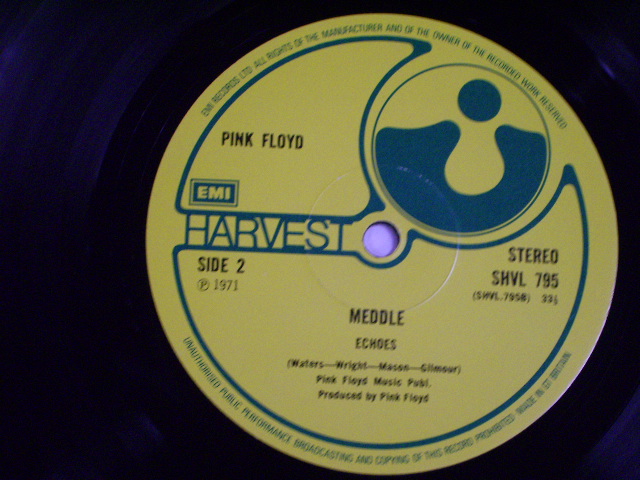 EMI RECORDS LTD ALL RIGHTS OF THE MANUFACTURER AND OF THE OWNER OF THE RECORDED WORK RESERVED
PINK FLOYD
EMI
HARVEST
SIDE 2
℗ 1971
STEREO
SHVL 795
(SHVL.795B) 33⅓
MEDDLE
ECHOES
(Waters—Wright—Mason—Gilmour)
Pink Floyd Music Publ.
Produced by Pink Floyd
UNAUTHORISED PUBLIC PERFORMANCE BROADCASTING AND COPYING OF THIS RECORD PROHIBITED MADE IN GT BRITAIN